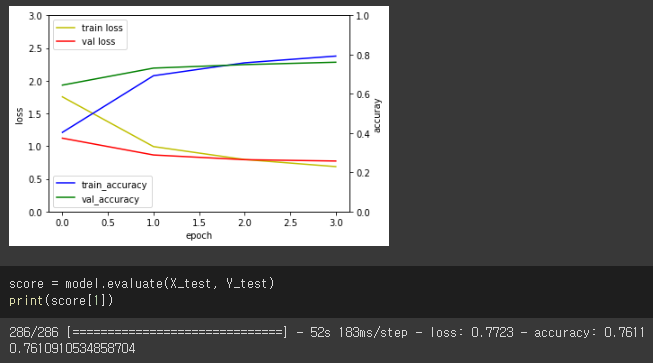 train loss
val loss
3.0
2.5
2.0
1.5
1.0
0.5
0.0
loss
1.0
0.8
0.6
0.4
0.2
0.0
accuray
train_accuracy
val_accuracy
0.0 0.5 1.0 1.5 2.0 2.5 3.0
epoch
score = model.evaluate(X_test, Y_test)
print(score[1])
286/286 [==============================] - 52s 183ms/step - loss: 0.7723 - accuracy: 0.7611
0.7610910534858704